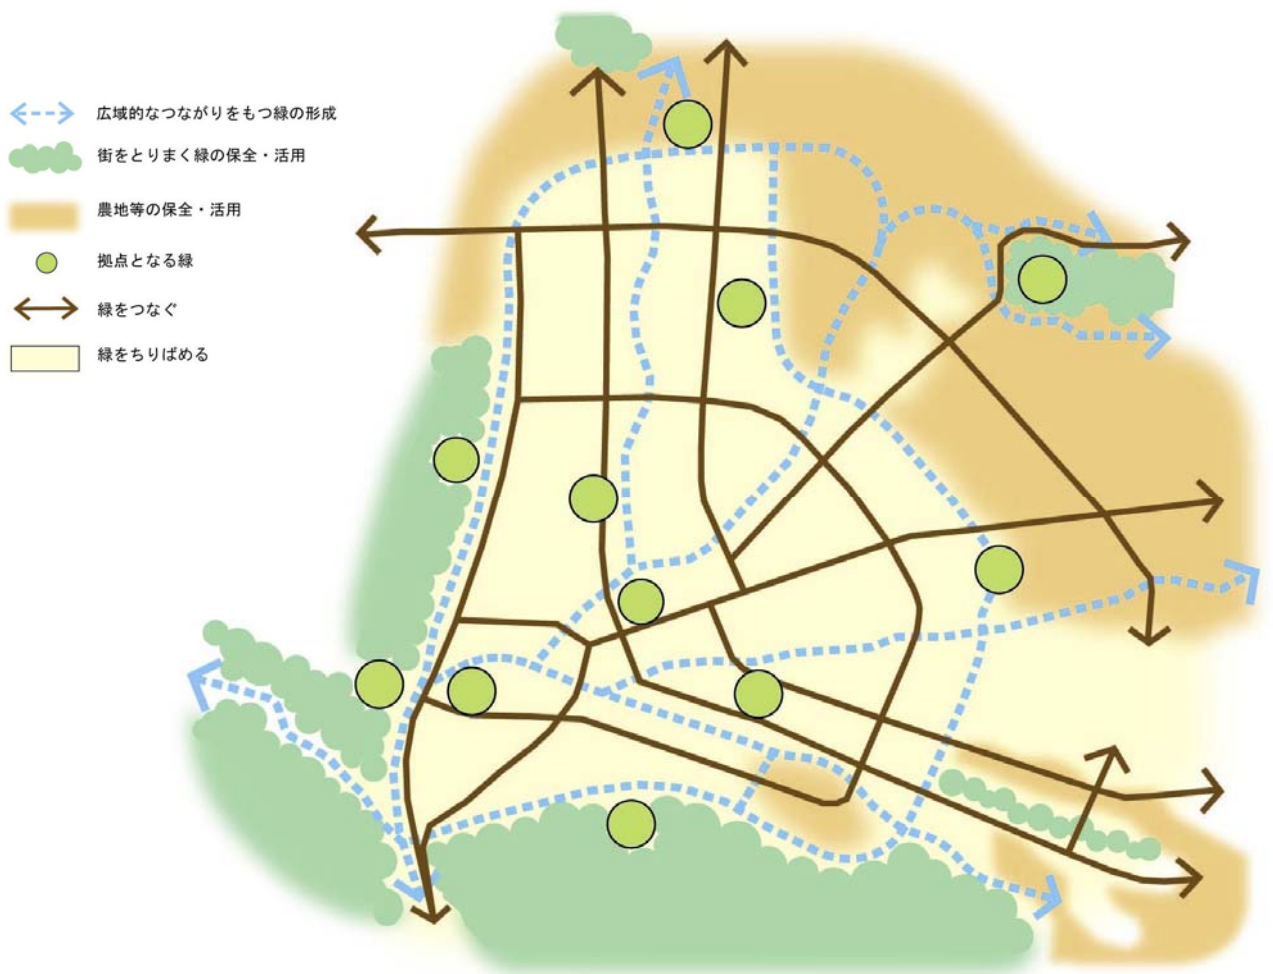 広域的なつながりをもつ緑の形成
街をとりまく緑の保全・活用
農地等の保全・活用
拠点となる緑
緑をつなぐ
緑をちりばめる